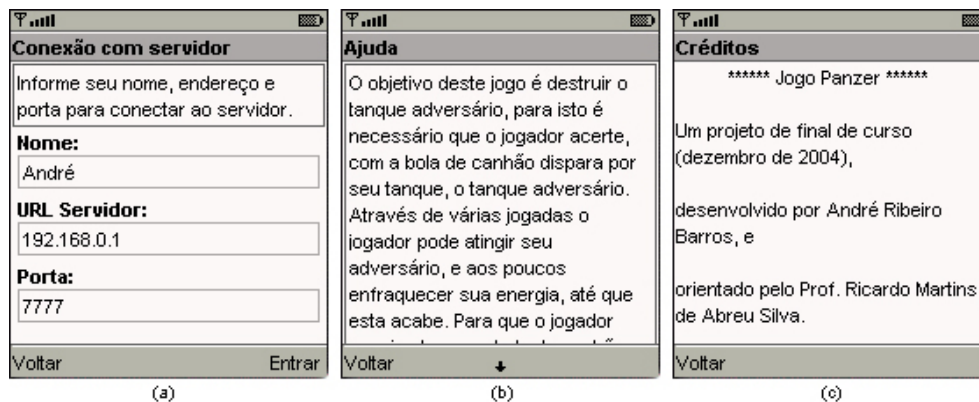 Conexão com servidor
Informe seu nome, endereço e
porta para conectar ao servidor.
Nome:
André
URL Servidor:
192.168.0.1
Porta:
7777
Voltar Entrar
(a)
Ajuda
O objetivo deste jogo é destruir o
tanque adversário, para isto é
necessário que o jogador acerte,
com a bola de canhão dispara por
seu tanque, o tanque adversário.
Através de várias jogadas o
jogador pode atingir seu
adversário, e aos poucos
enfraquecer sua energia, até que
esta acabe. Para que o jogador
Voltar
(b)
Créditos
****** Jogo Panzer ******
Um projeto de final de curso
(dezembro de 2004),
desenvolvido por André Ribeiro
Barros, e
orientado pelo Prof. Ricardo Martins
de Abreu Silva.
Voltar
(c)